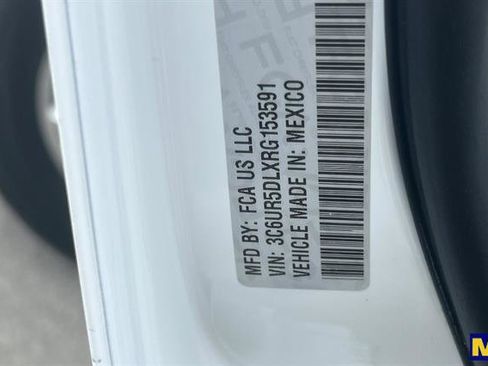 MFD BY: FCA US LLC
VIN: 3C6UR5DLXRG153591
VEHICLE MADE IN: MEXICO
M